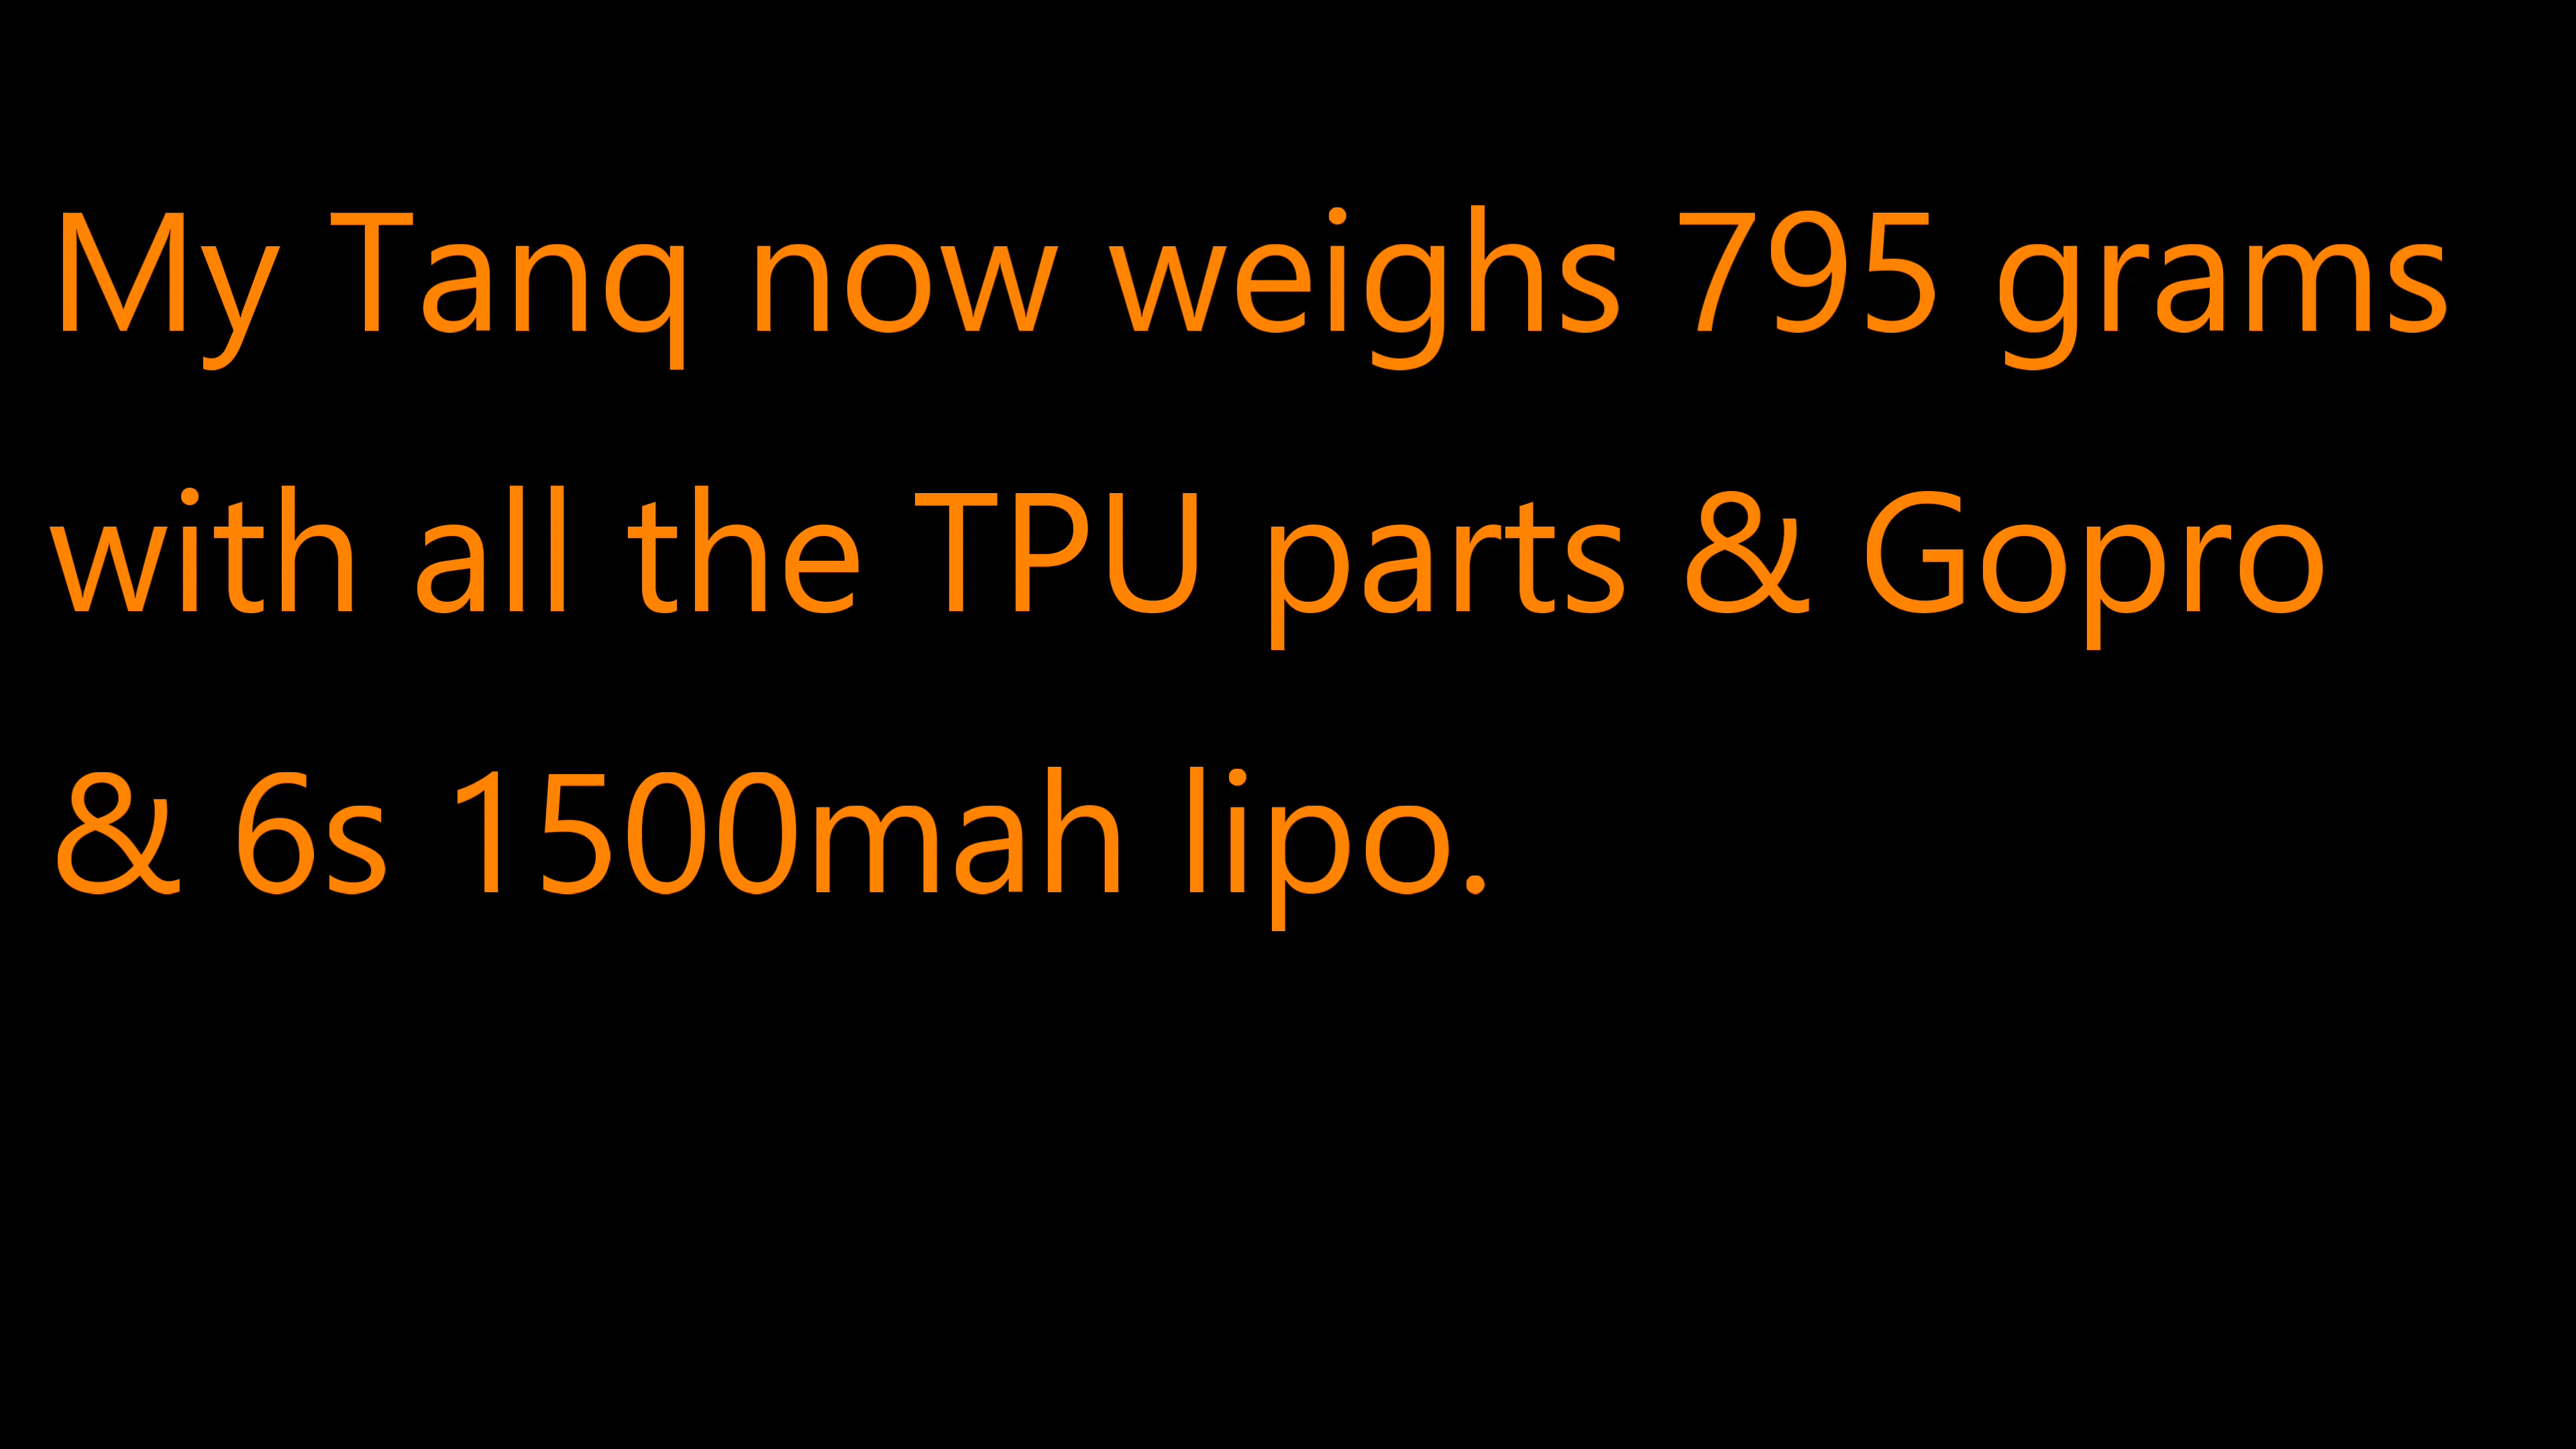 My Tanq now weighs 795 grams
with all the TPU parts & Gopro
& 6s 1500mah lipo.